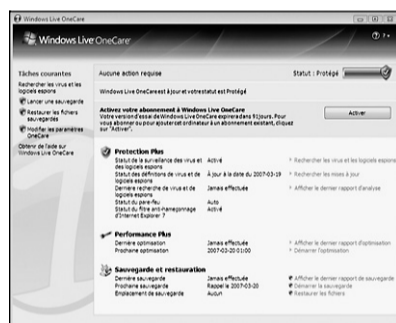 Windows Live OneCare
Windows Live OneCare
Tâches courantes
Rechercher les virus et les logiciels espions
Lancer une sauvegarde
Restaurer les fichiers sauvegardés
Modifier les paramètres OneCare
Obtenir de l'aide sur Windows Live OneCare
Aucune action requise
Statut : Protégé
Windows Live OneCare est à jour et votre statut est Protégé
Activez votre abonnement à Windows Live OneCare
Votre version d'essai de Windows Live OneCare expirera dans 91 jours. Pour
vous abonner ou pour ajouter cet ordinateur à un abonnement existant, cliquez
sur "Activer".
Activer
Protection Plus
Statut de la surveillance des virus et des logiciels espions Activé
Rechercher les virus et logiciels espions
Statut des définitions de virus et de logiciels espions À jour à la date du 2007-03-19
Rechercher les mises à jour
Dernière recherche de virus et de logiciels espions Jamais effectuée
Afficher le dernier rapport d'analyse
Statut du pare-feu Auto
Statut du filtre anti-hameçonnage d'Internet Explorer 7 Activé
Performance Plus
Dernière optimisation Jamais effectuée
Afficher le dernier rapport d'optimisation
Prochaine optimisation 2007-03-20 01:00
Démarrer l'optimisation
Sauvegarde et restauration
Dernière sauvegarde Jamais effectuée
Afficher le dernier rapport de sauvegarde
Prochaine sauvegarde Rappel le 2007-03-20
Démarrer la sauvegarde
Emplacement de sauvegarde Aucun
Restaurer les fichiers